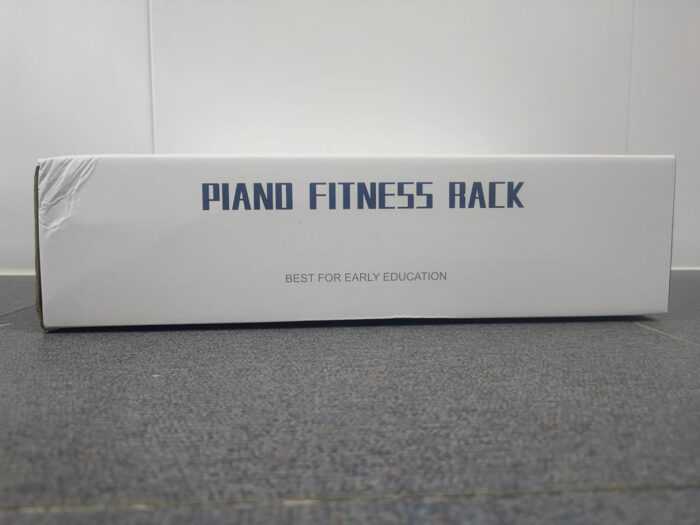 PIANO FITNESS RACK
BEST FOR EARLY EDUCATION